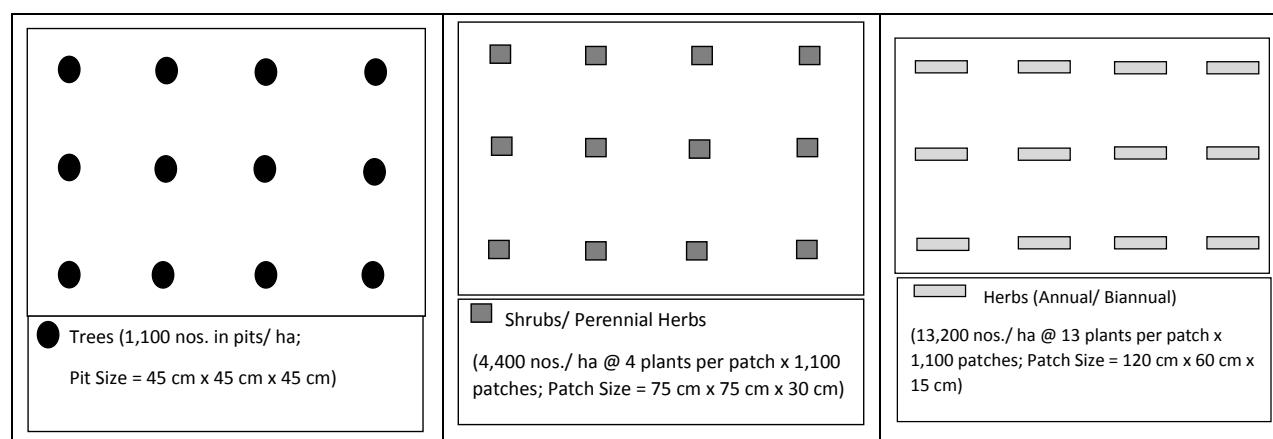 Trees (1,100 nos. in pits/ ha;
Pit Size = 45 cm x 45 cm x 45 cm)
Shrubs/ Perennial Herbs
(4,400 nos./ ha @ 4 plants per patch x 1,100
patches; Patch Size = 75 cm x 75 cm x 30 cm)
Herbs (Annual/ Biannual)
(13,200 nos./ ha @ 13 plants per patch x
1,100 patches; Patch Size = 120 cm x 60 cm x
15 cm)